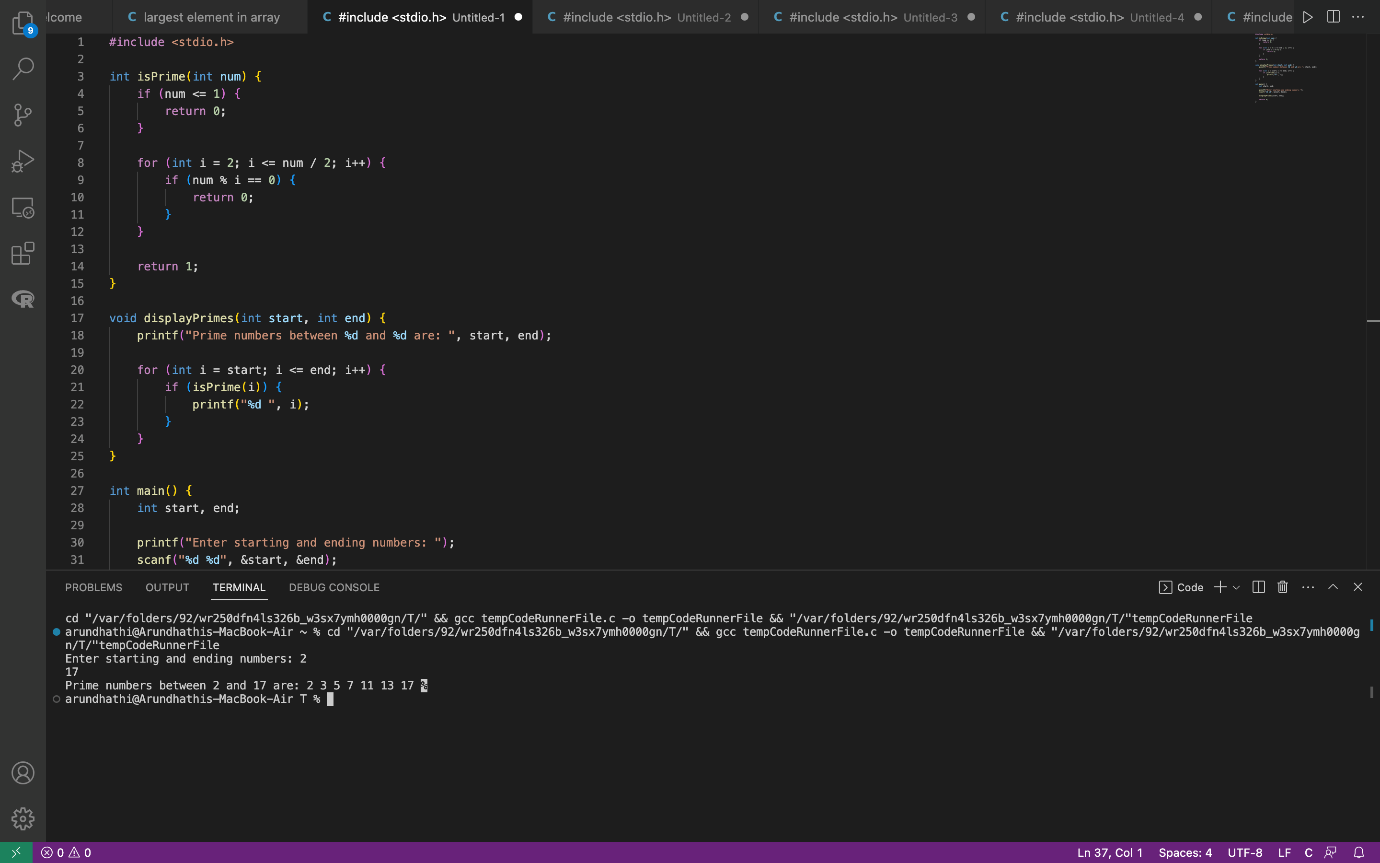 elcome
largest element in array
#include <stdio.h> Untitled-1
#include <stdio.h> Untitled-2
#include <stdio.h> Untitled-3
#include <stdio.h> Untitled-4
#include
9
1 #include <stdio.h>
2
3 int isPrime(int num) {
4     if (num <= 1) {
5         return 0;
6     }
7
8     for (int i = 2; i <= num / 2; i++) {
9         if (num % i == 0) {
10             return 0;
11         }
12     }
13
14     return 1;
15 }
16
17 void displayPrimes(int start, int end) {
18     printf("Prime numbers between %d and %d are: ", start, end);
19
20     for (int i = start; i <= end; i++) {
21         if (isPrime(i)) {
22             printf("%d ", i);
23         }
24     }
25 }
26
27 int main() {
28     int start, end;
29
30     printf("Enter starting and ending numbers: ");
31     scanf("%d %d", &start, &end);
PROBLEMS OUTPUT TERMINAL DEBUG CONSOLE Code
cd "/var/folders/92/wr250dfn4ls326b_w3sx7ymh0000gn/T/" && gcc tempCodeRunnerFile.c -o tempCodeRunnerFile && "/var/folders/92/wr250dfn4ls326b_w3sx7ymh0000gn/T/"tempCodeRunnerFile
arundhathi@Arundhathis-MacBook-Air ~ % cd "/var/folders/92/wr250dfn4ls326b_w3sx7ymh0000gn/T/" && gcc tempCodeRunnerFile.c -o tempCodeRunnerFile && "/var/folders/92/wr250dfn4ls326b_w3sx7ymh0000g
n/T/"tempCodeRunnerFile
Enter starting and ending numbers: 2
17
Prime numbers between 2 and 17 are: 2 3 5 7 11 13 17 %
arundhathi@Arundhathis-MacBook-Air T %
0 0 Ln 37, Col 1 Spaces: 4 UTF-8 LF C